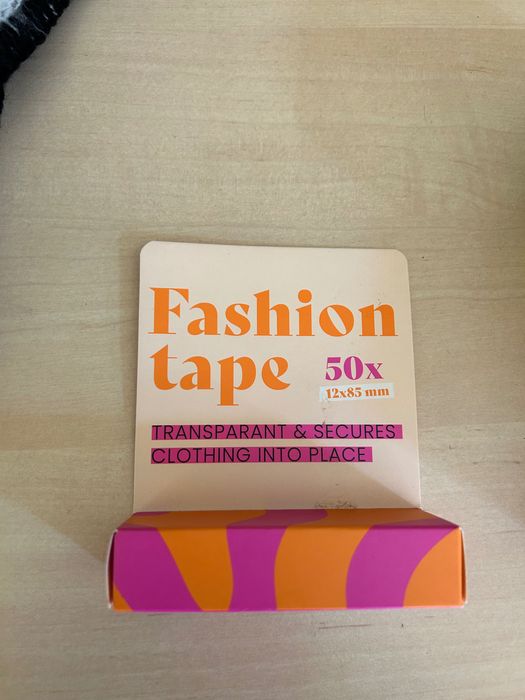 Fashion
tape
50x
12x85 mm
TRANSPARANT & SECURES
CLOTHING INTO PLACE